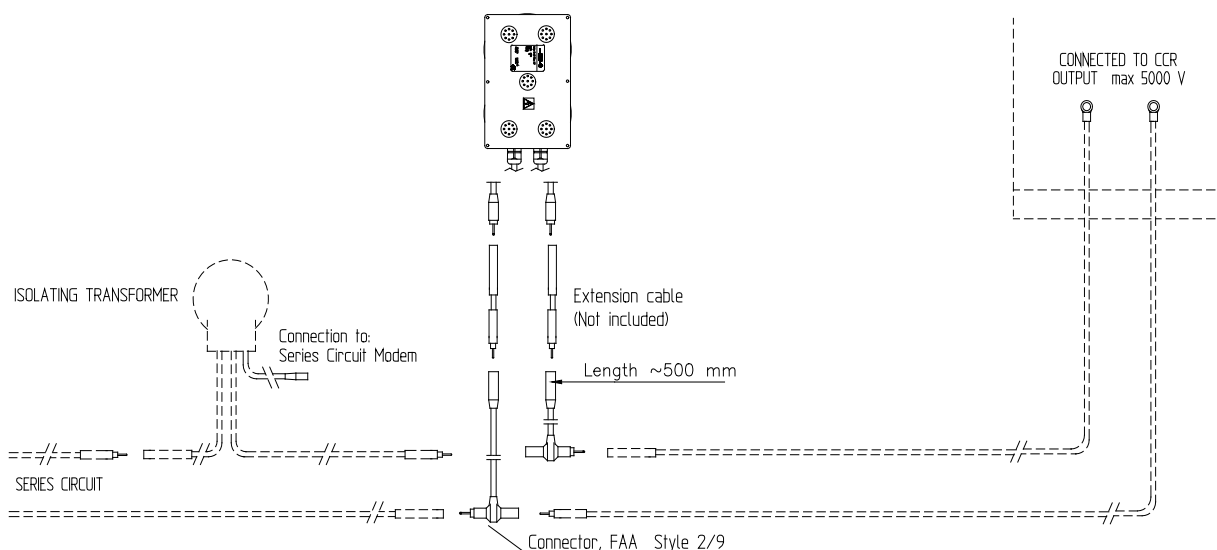 CONNECTED TO CCR
OUTPUT max 5000 V
ISOLATING TRANSFORMER
Connection to:
Series Circuit Modem
Extension cable
(Not included)
Length ~500 mm
SERIES CIRCUIT
Connector, FAA Style 2/9